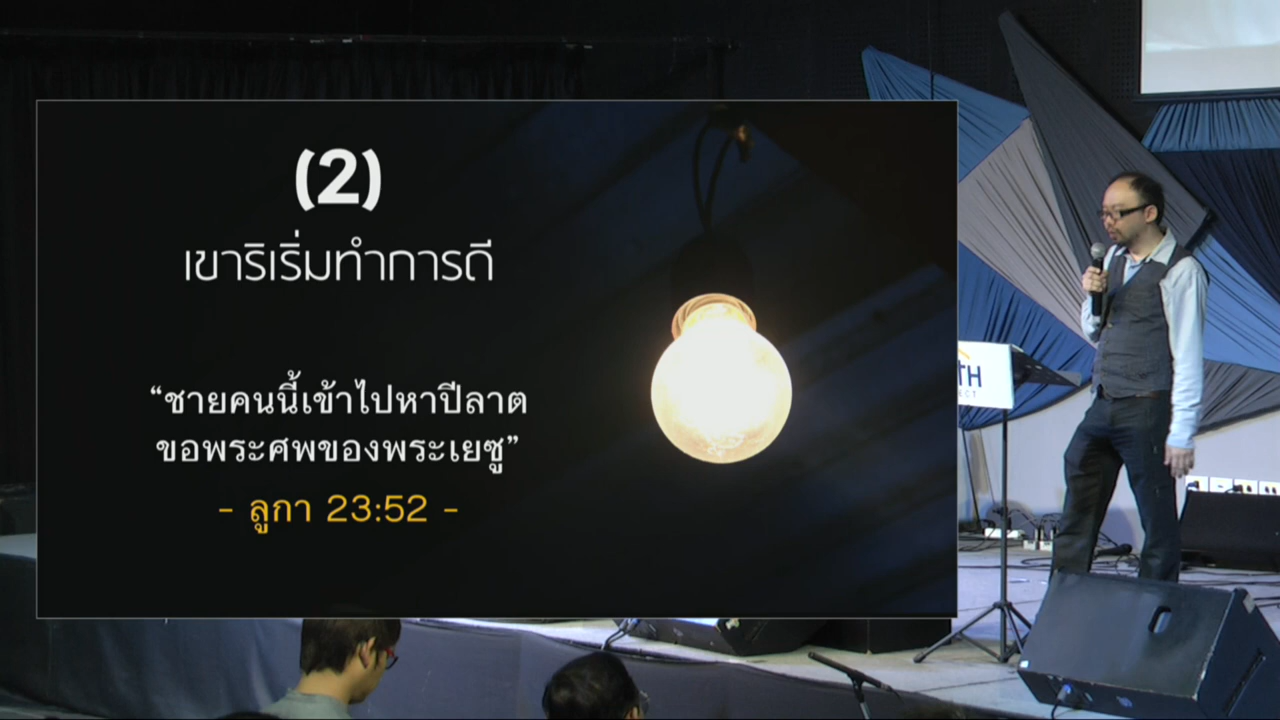 (2)
เขาริเริ่มทำการดี
“ชายคนนี้เข้าไปหาปีลาต
ขอพระศพของพระเยซู”
- ลูกา 23:52 -